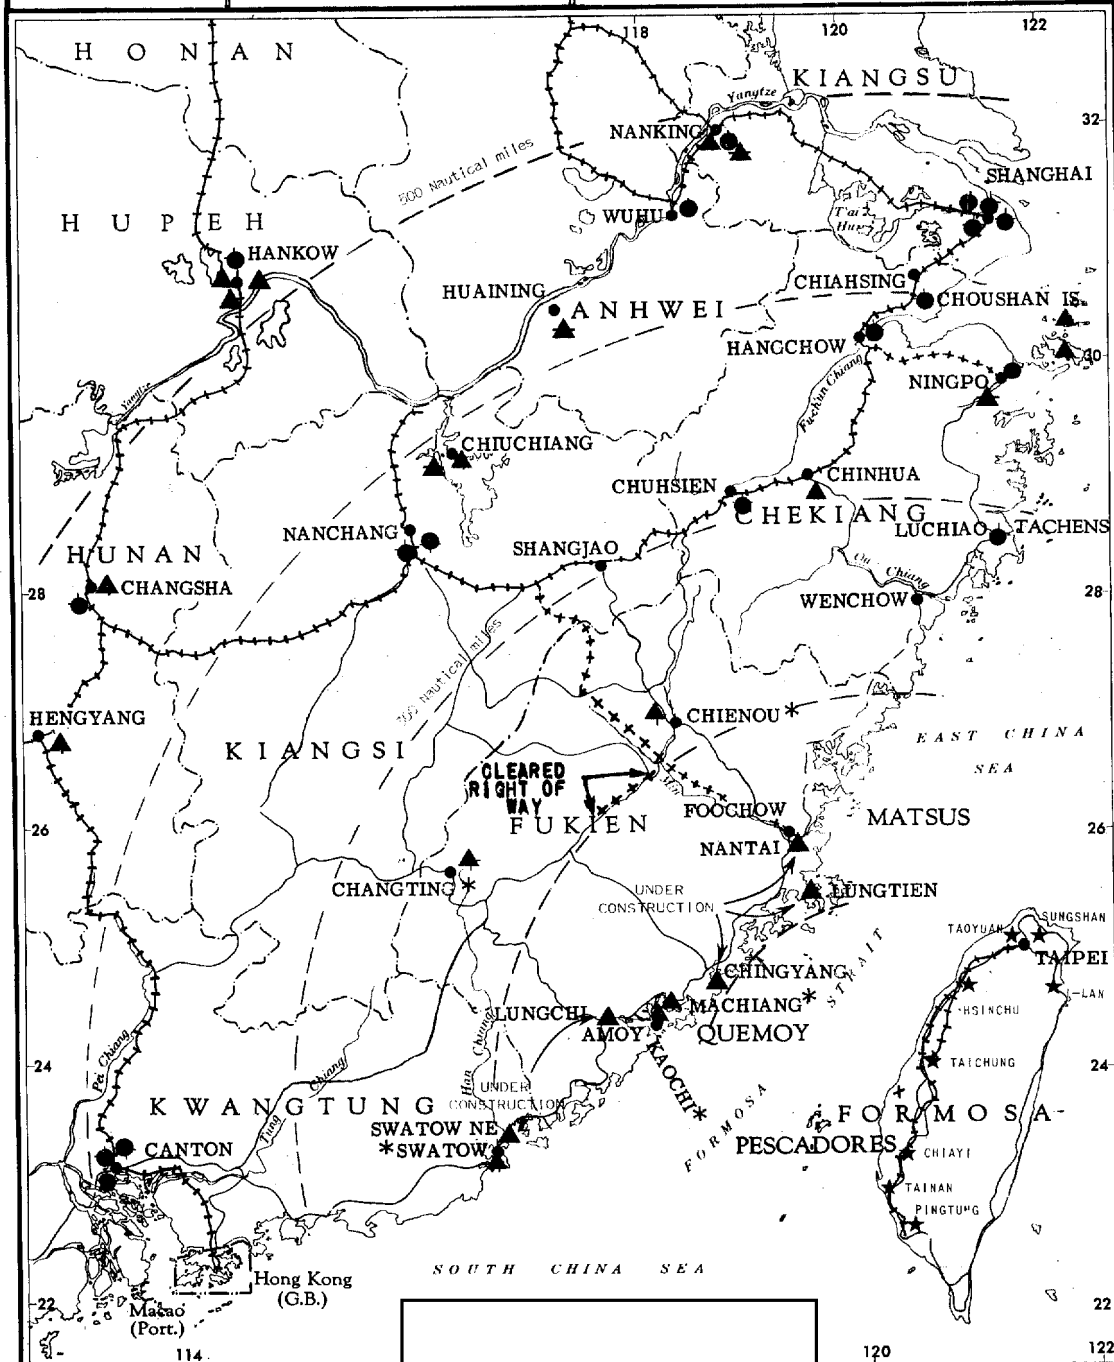 118 120 122
HONAN
KIANGSU
Yangtze
NANKING
32
500 Nautical miles
SHANGHAI
WUHU
T'ai
Hu
HUPEH
HANKOW
CHIAHSING
HUAINING
CHOUSHAN IS.
ANHWEI
HANGCHOW
30
Fuchun Chiang
NINGPO
Yangtze
CHIUCHIANG
CHUHSIEN
CHINHUA
CHEKIANG
NANCHANG
LUCHIAO
TACHENS
SHANGJAO
HUNAN
Ou Chiang
28
CHANGSHA
WENCHOW
28
300 Nautical miles
HENGYANG
CHIENOU *
KIANGSI
EAST CHINA
SEA
CLEARED
RIGHT OF
WAY
Min
FOOCHOW
MATSUS
FUKIEN
26
26
NANTAI
CHANGTING *
UNDER
CONSTRUCTION
LUNGTIEN
SUNGSHAN
TAOYUAN
TAIPEI
STRAIT
CHINGYANG
I-LAN
LUNGCHI
MACHIANG *
HSINCHU
AMOY
QUEMOY
Pei Chiang
Han Chiang
KAOCHI *
24
TAICHUNG
24
Tung Chiang
UNDER
CONSTRUCTION
KWANGTUNG
FORMOSA
SWATOW NE
FORMOSA
CANTON
* SWATOW
PESCADORES
CHIAYI
TAINAN
PINGTUNG
SOUTH CHINA SEA
Hong Kong
(G.B.)
22
Macao
(Port.)
22
114
120
122